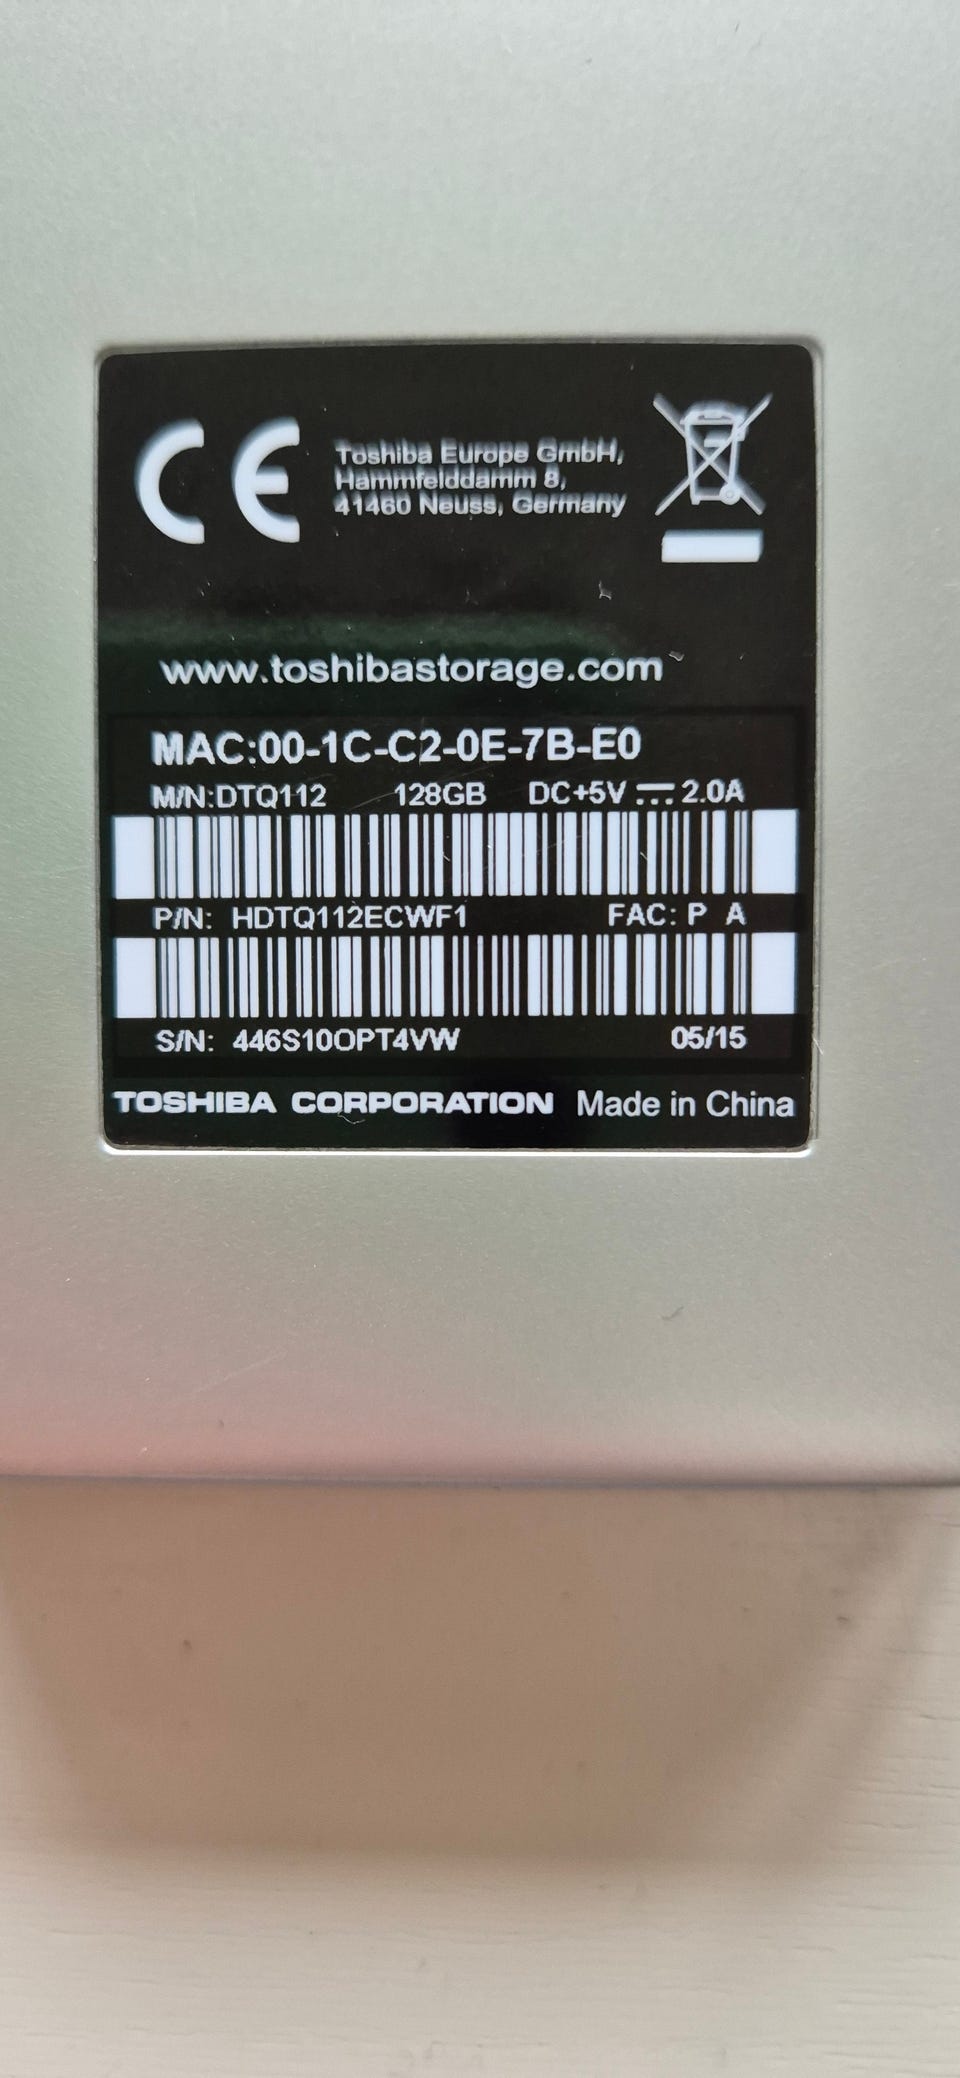 CE
Toshiba Europe GmbH,
Hammfelddamm 8,
41460 Neuss, Germany
www.toshibastorage.com
MAC:00-1C-C2-0E-7B-E0
M/N:DTQ112 128GB DC+5V ⎓ 2.0A
P/N: HDTQ112ECWF1 FAC: P A
S/N: 446S10OPT4VW 05/15
TOSHIBA CORPORATION Made in China